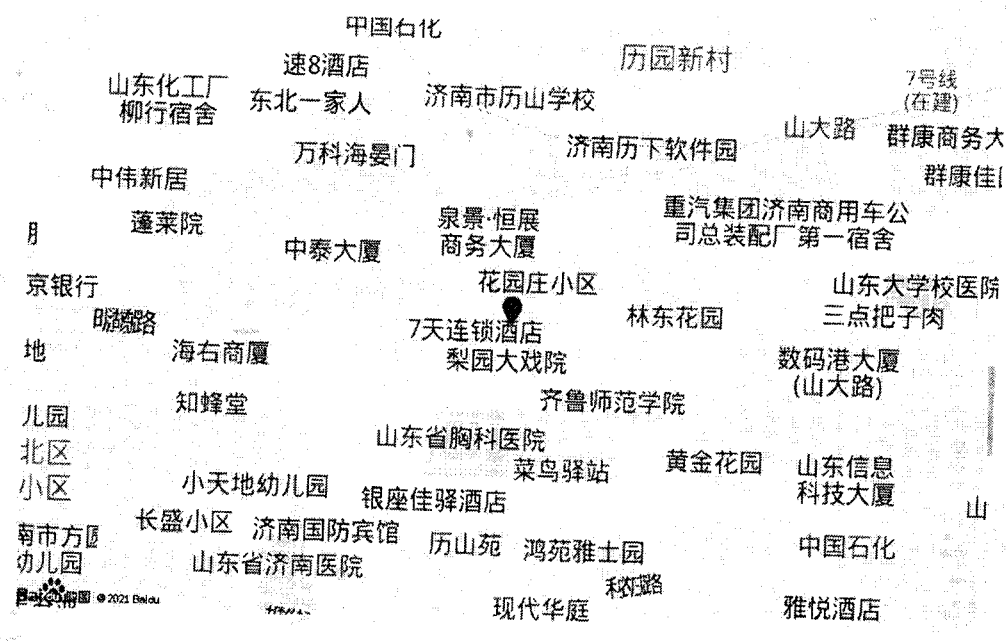 中国石化
速8酒店
历园新村
山东化工厂
柳行宿舍
东北一家人
济南市历山学校
7号线
(在建)
山大路
群康商务大
万科海晏门
济南历下软件园
中伟新居
群康佳
蓬莱院
泉景·恒展
商务大厦
重汽集团济南商用车公
司总装配厂第一宿舍
中泰大厦
京银行
花园庄小区
山东大学校医院
林东花园
三点把子肉
7天连锁酒店
地
海右商厦
梨园大戏院
数码港大厦
(山大路)
儿园
知蜂堂
齐鲁师范学院
山东省胸科医院
北区
小区
菜鸟驿站
黄金花园
山东信息
科技大厦
小天地幼儿园
银座佳驿酒店
山
长盛小区
济南国防宾馆
南市方圆
幼儿园
历山苑
鸿苑雅士园
中国石化
山东省济南医院
Baidu地图 © 2021 Baidu
现代华庭
雅悦酒店